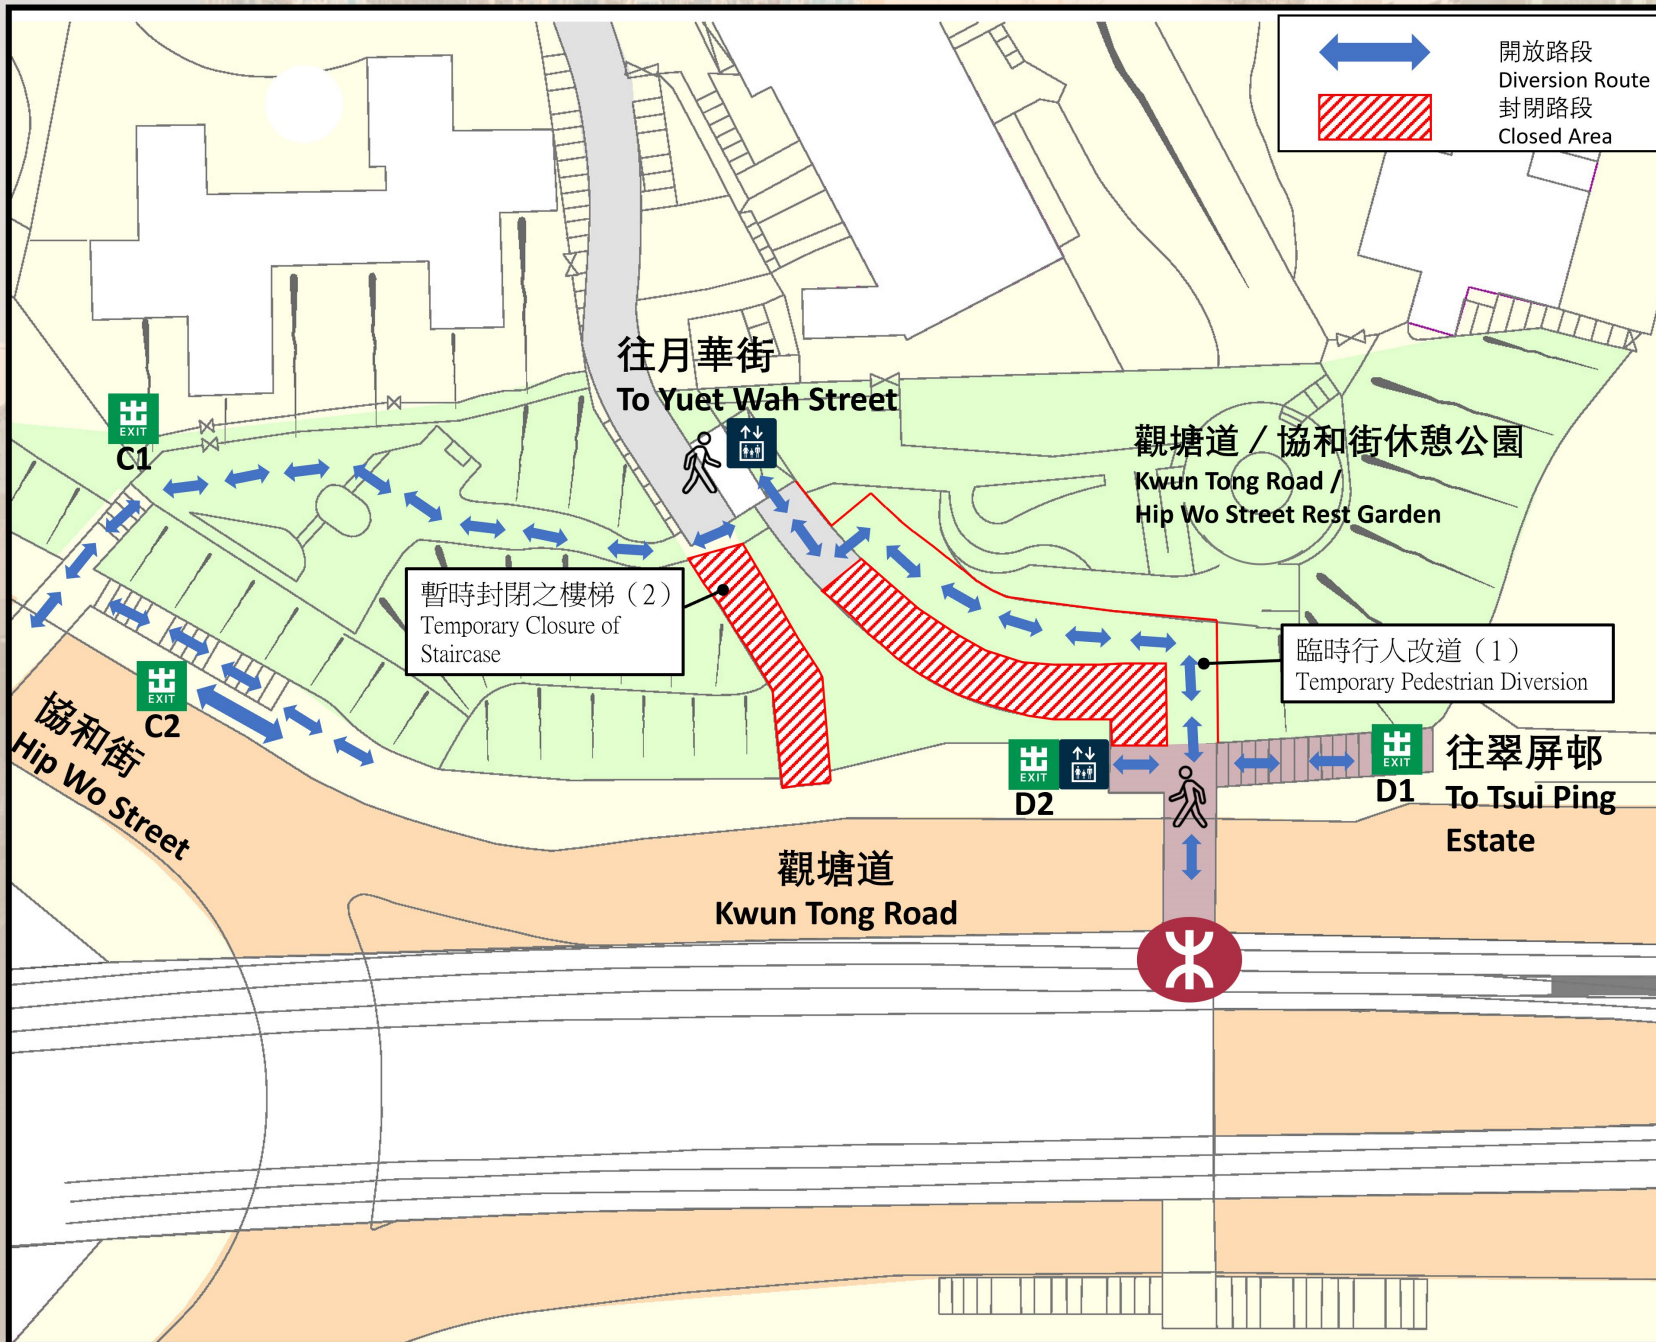 開放路段
Diversion Route
封閉路段
Closed Area
往月華街
To Yuet Wah Street
出
EXIT
C1
觀塘道／協和街休憩公園
Kwun Tong Road /
Hip Wo Street Rest Garden
暫時封閉之樓梯（2）
Temporary Closure of
Staircase
臨時行人改道（1）
Temporary Pedestrian Diversion
出
EXIT
C2
協和街
Hip Wo Street
出
EXIT
D2
出
EXIT
D1
往翠屏邨
To Tsui Ping
Estate
觀塘道
Kwun Tong Road